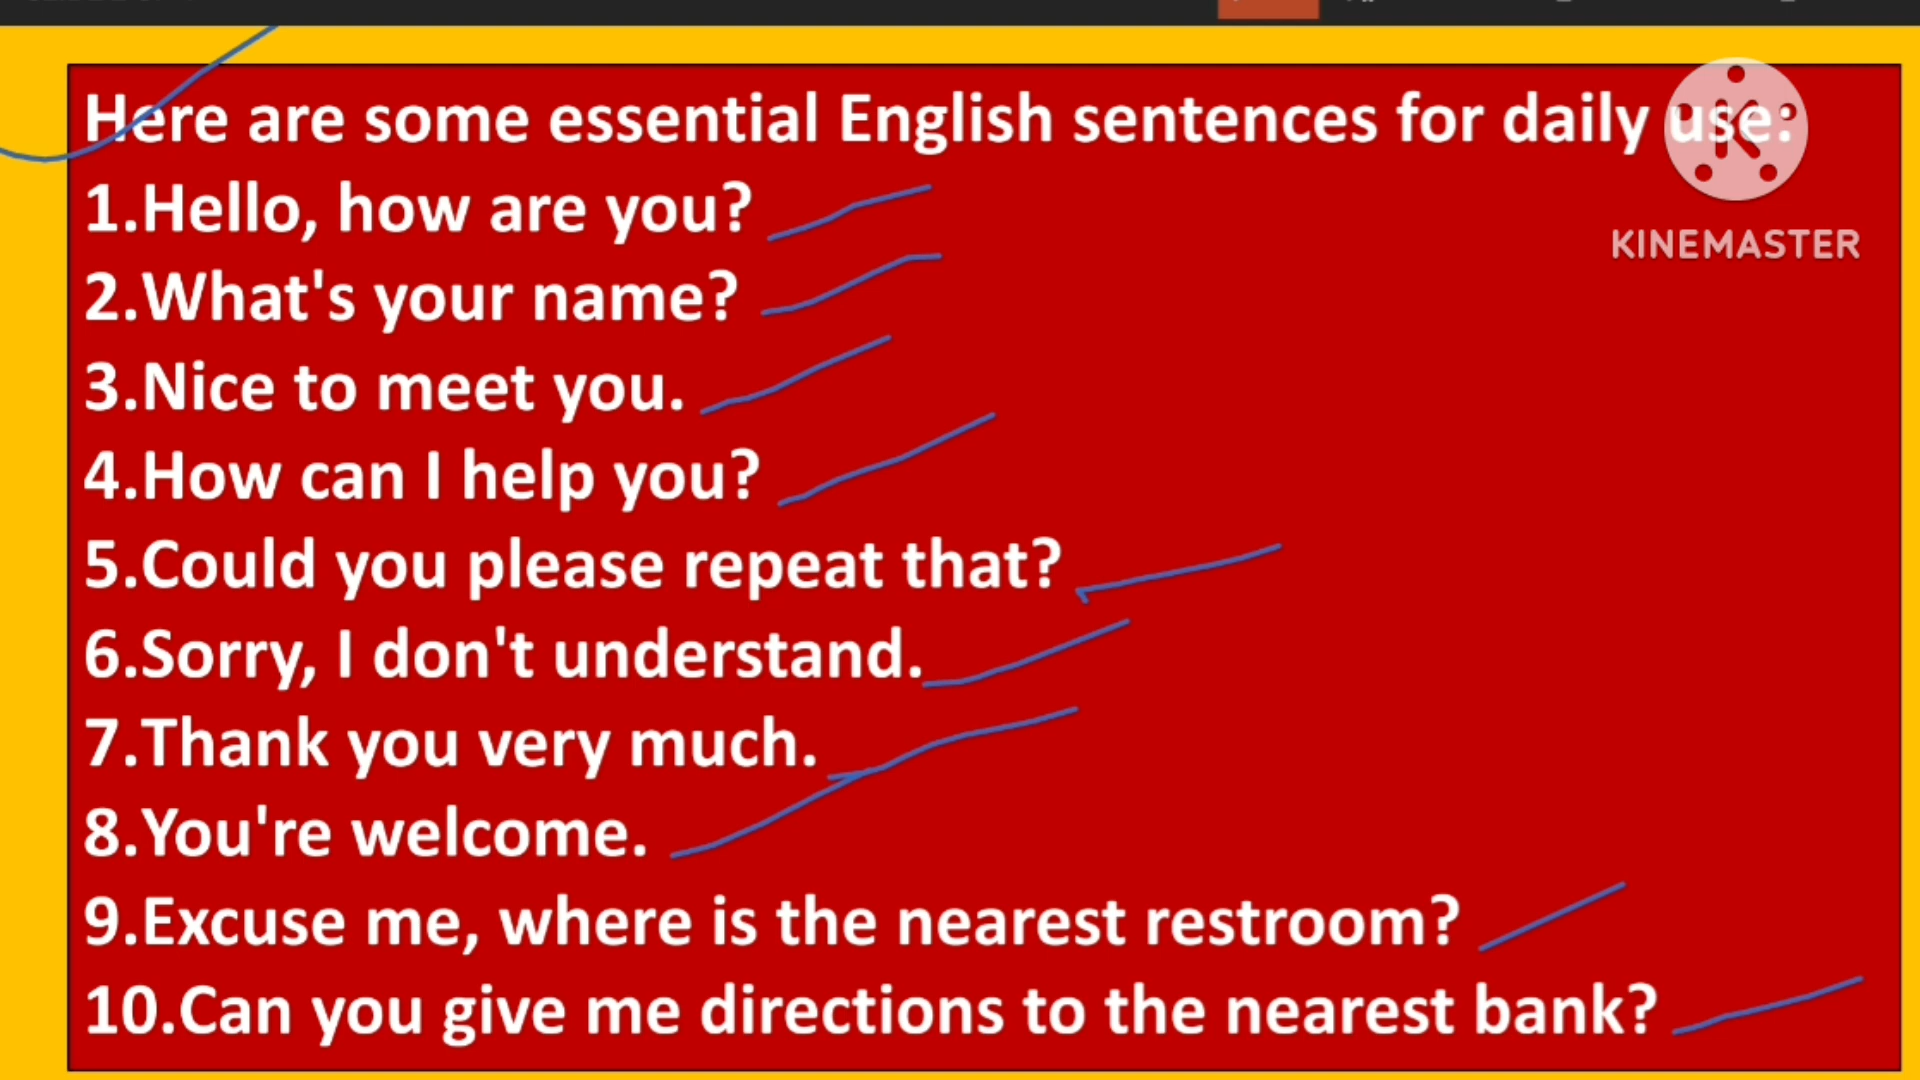 Here are some essential English sentences for daily use:
1.Hello, how are you?
2.What's your name?
3.Nice to meet you.
4.How can I help you?
5.Could you please repeat that?
6.Sorry, I don't understand.
7.Thank you very much.
8.You're welcome.
9.Excuse me, where is the nearest restroom?
10.Can you give me directions to the nearest bank?
K
KINEMASTER